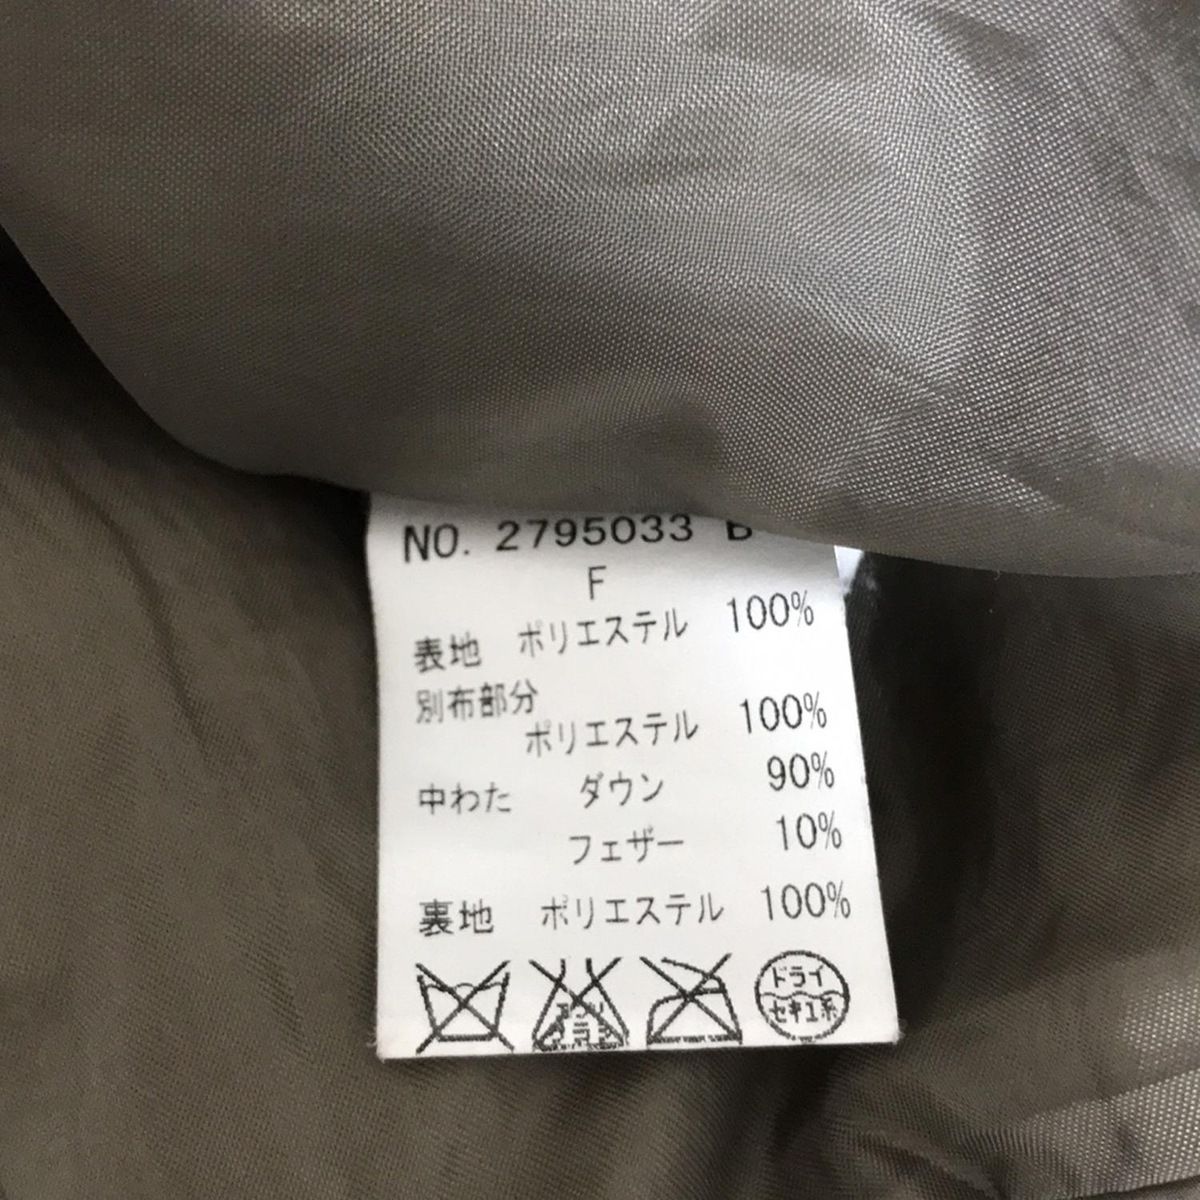 NO. 2795033 B
F
表地 ポリエステル 100%
別布部分
ポリエステル 100%
中わた ダウン 90%
フェザー 10%
裏地 ポリエステル 100%
ドライ
セキユ系